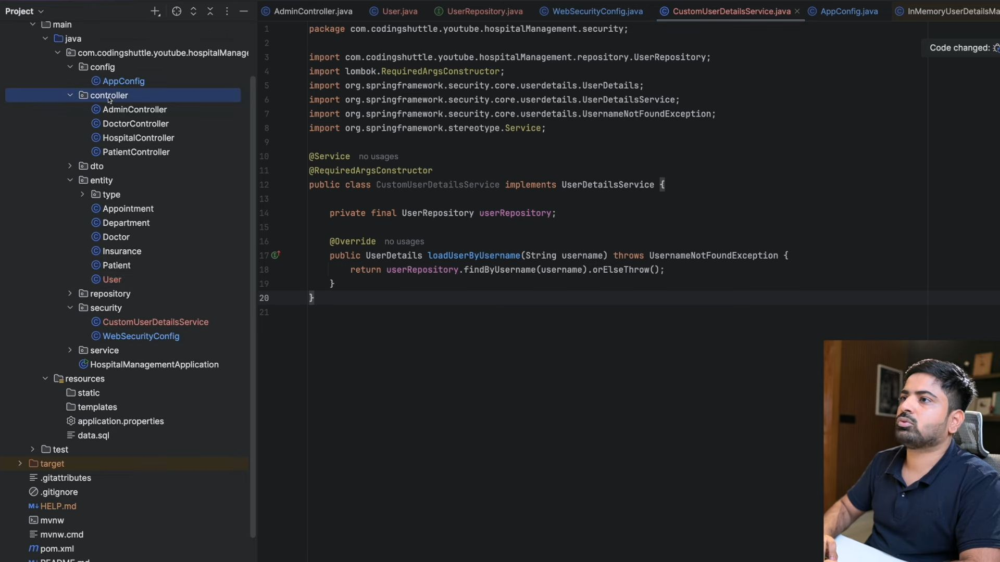 Project
main
java
com.codingshuttle.youtube.hospitalManage
config
AppConfig
controller
AdminController
DoctorController
HospitalController
PatientController
dto
entity
type
Appointment
Department
Doctor
Insurance
Patient
User
repository
security
CustomUserDetailsService
WebSecurityConfig
service
HospitalManagementApplication
resources
static
templates
application.properties
data.sql
test
target
.gitattributes
.gitignore
M↓ HELP.md
mvnw
mvnw.cmd
m pom.xml
AdminController.java User.java UserRepository.java WebSecurityConfig.java CustomUserDetailsService.java AppConfig.java InMemoryUserDetailsMa
Code changed:
1 package com.codingshuttle.youtube.hospitalManagement.security;
2
3 import com.codingshuttle.youtube.hospitalManagement.repository.UserRepository;
4 import lombok.RequiredArgsConstructor;
5 import org.springframework.security.core.userdetails.UserDetails;
6 import org.springframework.security.core.userdetails.UserDetailsService;
7 import org.springframework.security.core.userdetails.UsernameNotFoundException;
8 import org.springframework.stereotype.Service;
9
10 @Service no usages
11 @RequiredArgsConstructor
12 public class CustomUserDetailsService implements UserDetailsService {
13
14 private final UserRepository userRepository;
15
16 @Override no usages
17 public UserDetails loadUserByUsername(String username) throws UsernameNotFoundException {
18 return userRepository.findByUsername(username).orElseThrow();
19 }
20 }
21